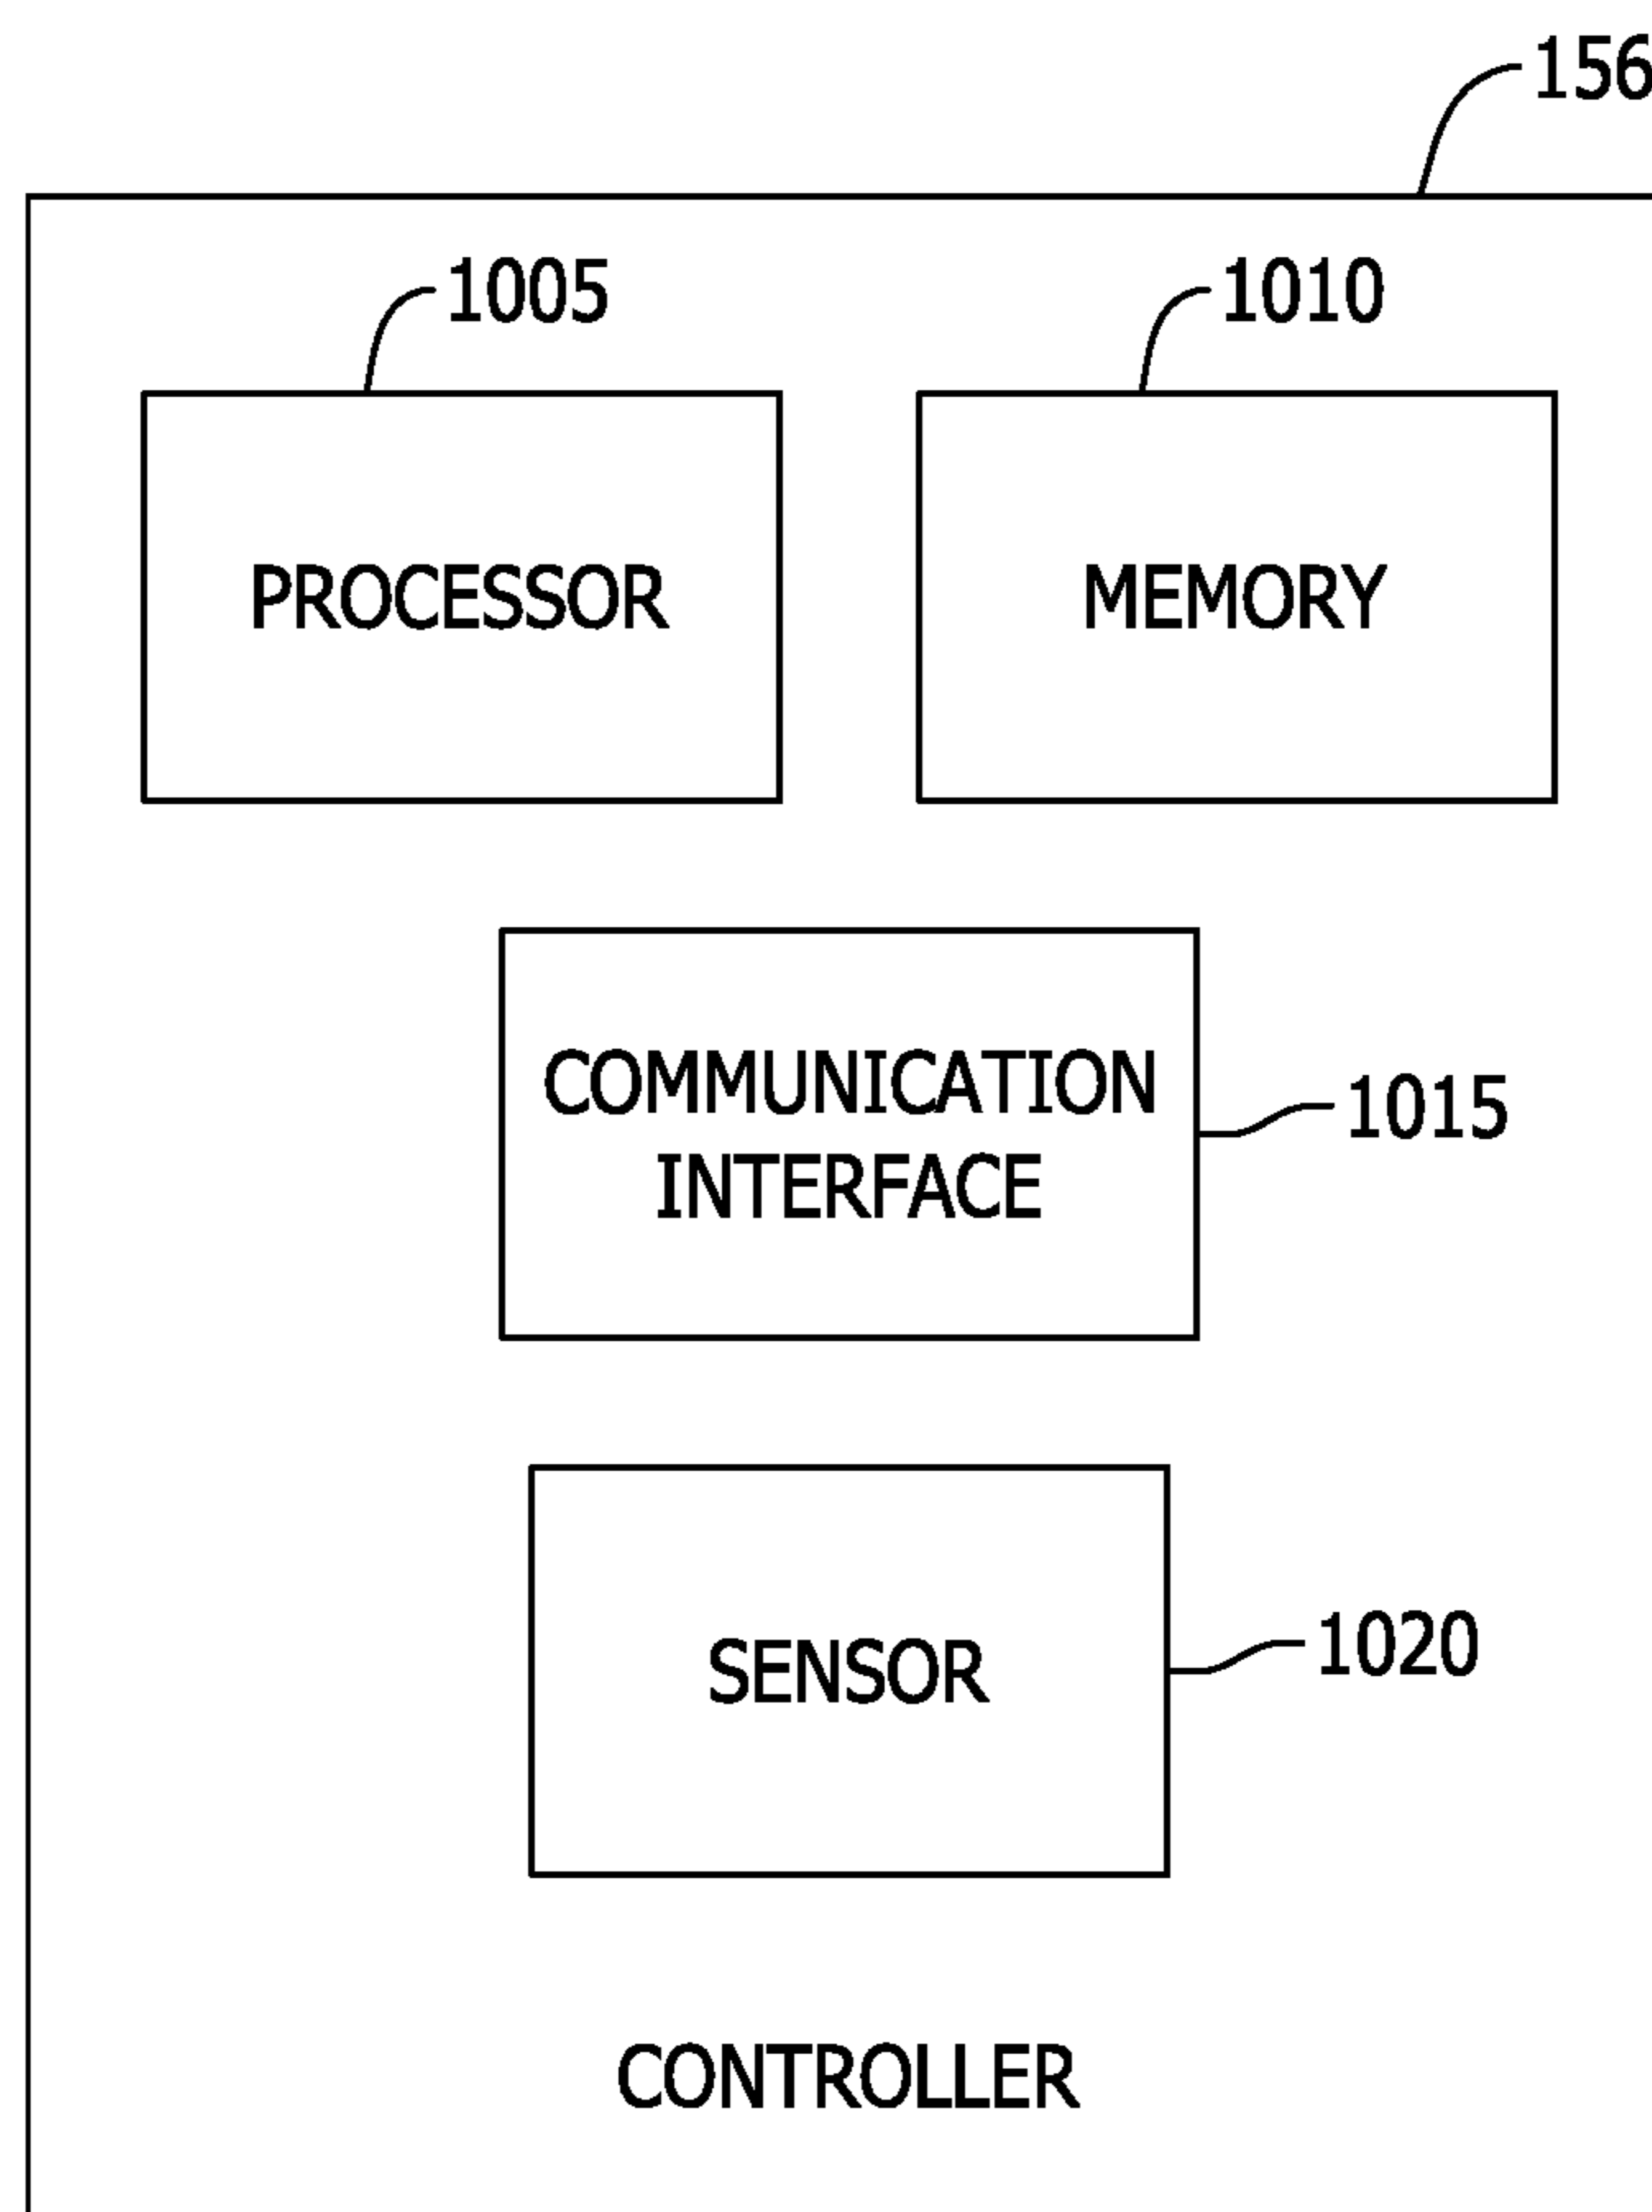 156
1005
1010
PROCESSOR
MEMORY
COMMUNICATION
INTERFACE
1015
SENSOR
1020
CONTROLLER